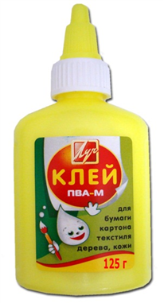 Луч
КЛЕЙ
ПВА-М
для
бумаги
картона
текстиля
дерева, кожи
125 г